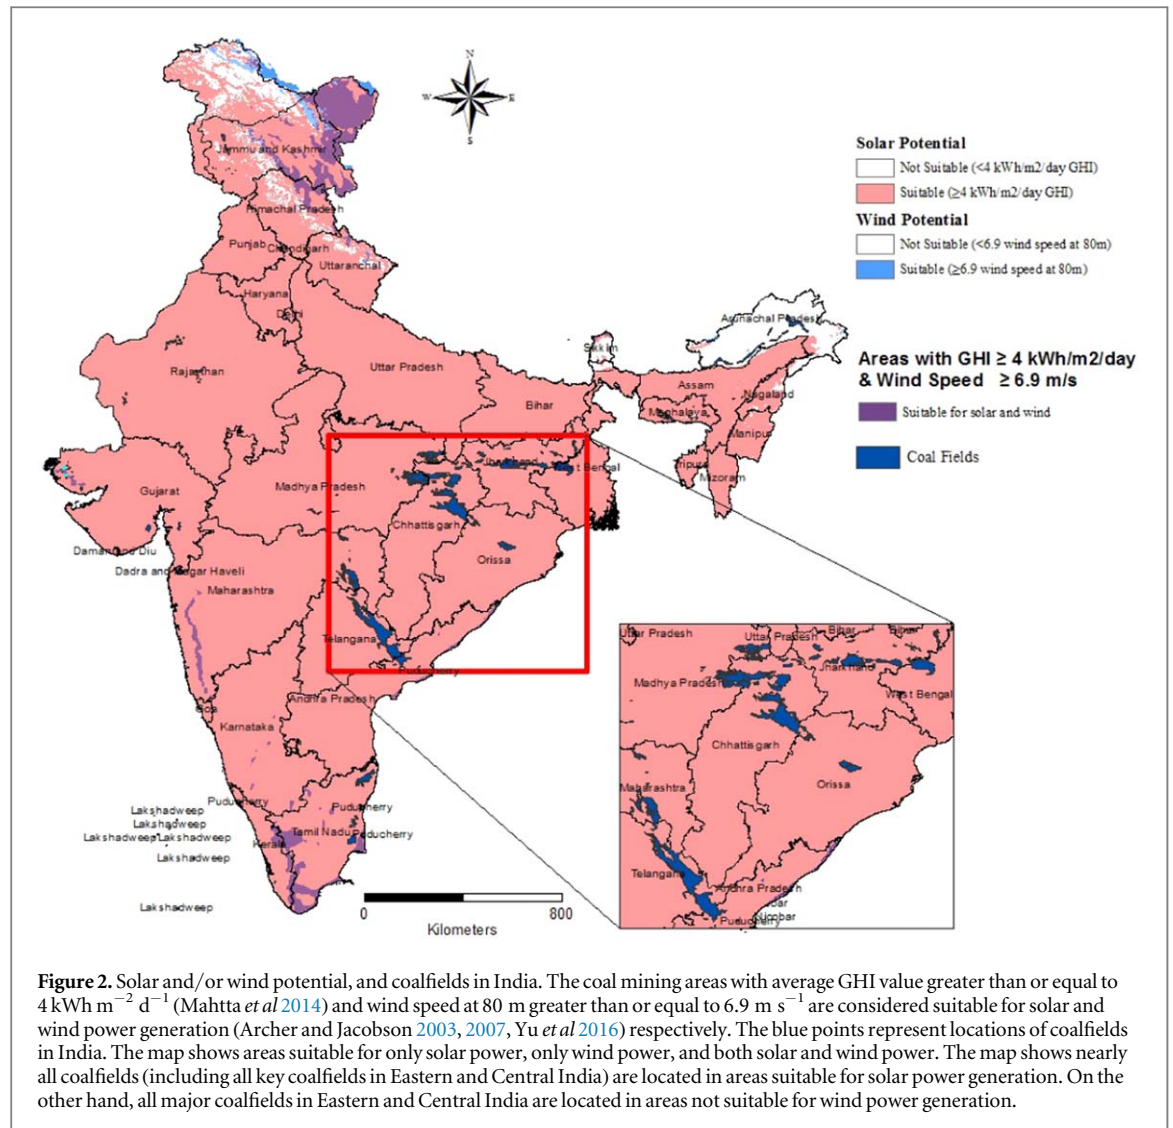 N
W
E
S
Solar Potential
Not Suitable (<4 kWh/m2/day GHI)
Suitable (≥4 kWh/m2/day GHI)
Wind Potential
Not Suitable (<6.9 wind speed at 80m)
Suitable (≥6.9 wind speed at 80m)
Areas with GHI ≥ 4 kWh/m2/day
& Wind Speed ≥ 6.9 m/s
Suitable for solar and wind
Coal Fields
Jammu and Kashmir
Himachal Pradesh
Punjab
Chandigarh
Uttaranchal
Haryana
Delhi
Rajasthan
Uttar Pradesh
Bihar
Sikkim
Arunachal Pradesh
Assam
Nagaland
Meghalaya
Manipur
Tripura
Mizoram
Gujarat
Madhya Pradesh
Jharkhand
West Bengal
Chhattisgarh
Orissa
Daman and Diu
Dadra and Nagar Haveli
Maharashtra
Telangana
Puducherry
Goa
Andhra Pradesh
Karnataka
Puducherry
Puducherry
Lakshadweep
Lakshadweep
Lakshadweep
Lakshadweep
Tamil Nadu
Puducherry
Kerala
Lakshadweep
Lakshadweep
0
800
Kilometers
Uttar Pradesh
Uttar Pradesh
Bihar
Bihar
Jharkhand
Madhya Pradesh
West Bengal
Chhattisgarh
Orissa
Maharashtra
Telangana
Andhra Pradesh
Nicobar
Puducherry
Figure 2. Solar and/or wind potential, and coalfields in India. The coal mining areas with average GHI value greater than or equal to
4 kWh m⁻² d⁻¹ (Mahtta et al 2014) and wind speed at 80 m greater than or equal to 6.9 m s⁻¹ are considered suitable for solar and
wind power generation (Archer and Jacobson 2003, 2007, Yu et al 2016) respectively. The blue points represent locations of coalfields
in India. The map shows areas suitable for only solar power, only wind power, and both solar and wind power. The map shows nearly
all coalfields (including all key coalfields in Eastern and Central India) are located in areas suitable for solar power generation. On the
other hand, all major coalfields in Eastern and Central India are located in areas not suitable for wind power generation.